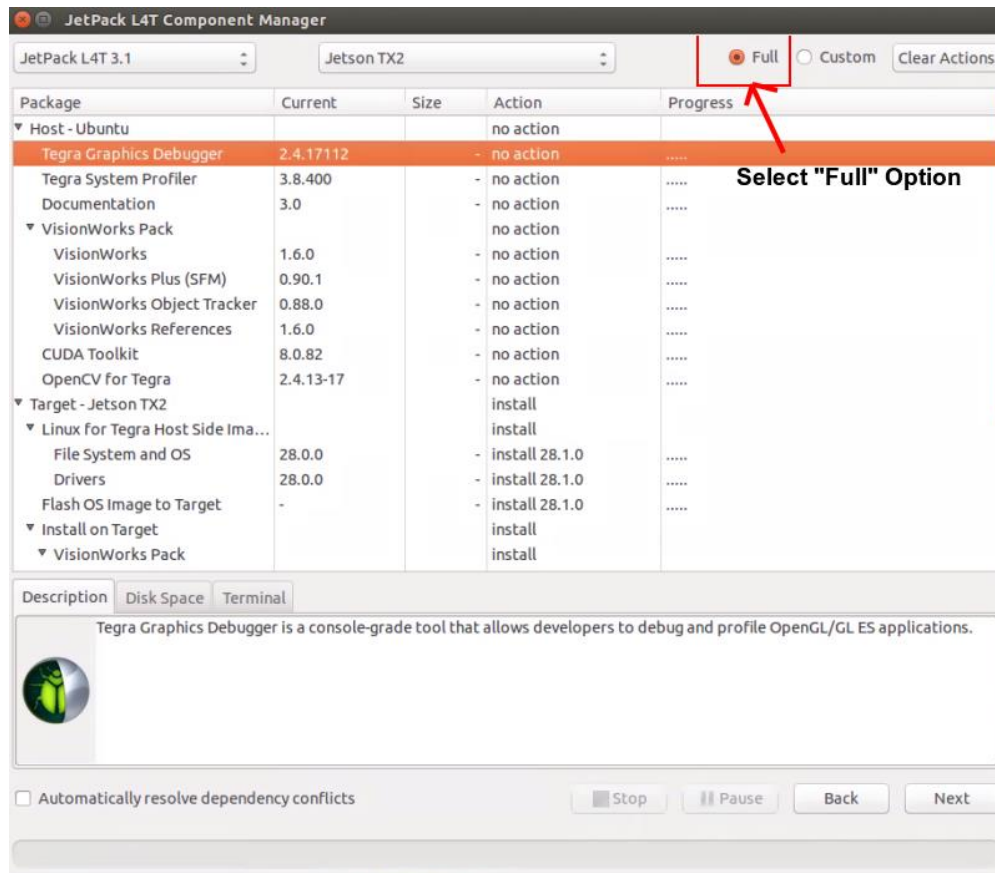 JetPack L4T Component Manager
JetPack L4T 3.1 Jetson TX2 Full Custom Clear Actions
Package Current Size Action Progress
Host - Ubuntu no action
Tegra Graphics Debugger 2.4.17112 - no action .....
Tegra System Profiler 3.8.400 - no action .....
Select "Full" Option
Documentation 3.0 - no action .....
VisionWorks Pack no action
VisionWorks 1.6.0 - no action .....
VisionWorks Plus (SFM) 0.90.1 - no action .....
VisionWorks Object Tracker 0.88.0 - no action .....
VisionWorks References 1.6.0 - no action .....
CUDA Toolkit 8.0.82 - no action .....
OpenCV for Tegra 2.4.13-17 - no action .....
Target - Jetson TX2 install
Linux for Tegra Host Side Ima... install
File System and OS 28.0.0 - install 28.1.0 .....
Drivers 28.0.0 - install 28.1.0 .....
Flash OS Image to Target - - install 28.1.0 .....
Install on Target install
VisionWorks Pack install
Description Disk Space Terminal
Tegra Graphics Debugger is a console-grade tool that allows developers to debug and profile OpenGL/GL ES applications.
Automatically resolve dependency conflicts Stop Pause Back Next